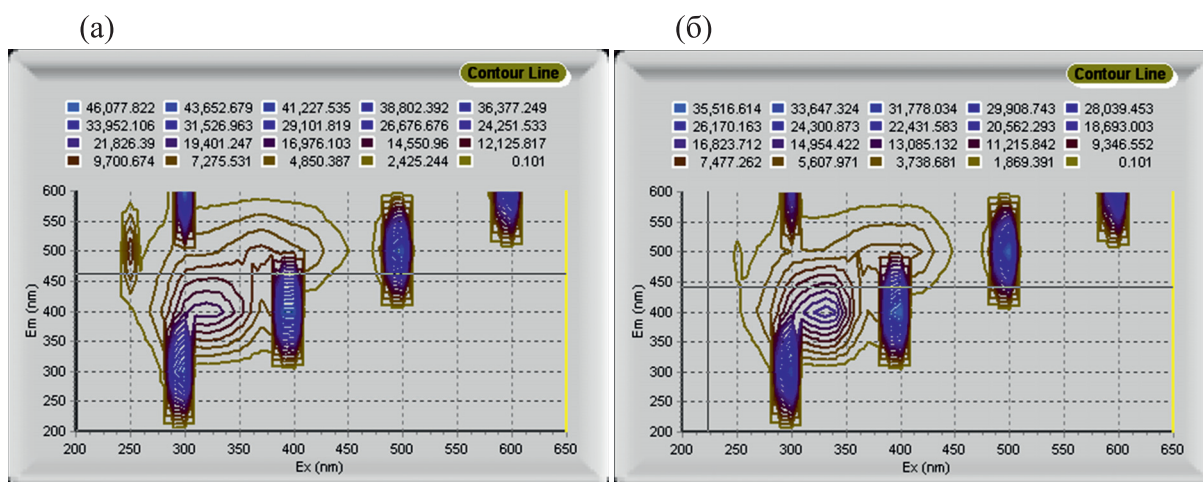 (а)
Contour Line
46,077.822 43,652.679 41,227.535 38,802.392 36,377.249
33,952.106 31,526.963 29,101.819 26,676.676 24,251.533
21,826.39 19,401.247 16,976.103 14,550.96 12,125.817
9,700.674 7,275.531 4,850.387 2,425.244 0.101
600
550
500
450
400
350
300
250
200
Em (nm)
200 250 300 350 400 450 500 550 600 650
Ex (nm)
(б)
Contour Line
35,516.614 33,647.324 31,778.034 29,908.743 28,039.453
26,170.163 24,300.873 22,431.583 20,562.293 18,693.003
16,823.712 14,954.422 13,085.132 11,215.842 9,346.552
7,477.262 5,607.971 3,738.681 1,869.391 0.101
600
550
500
450
400
350
300
250
200
Em (nm)
200 250 300 350 400 450 500 550 600 650
Ex (nm)